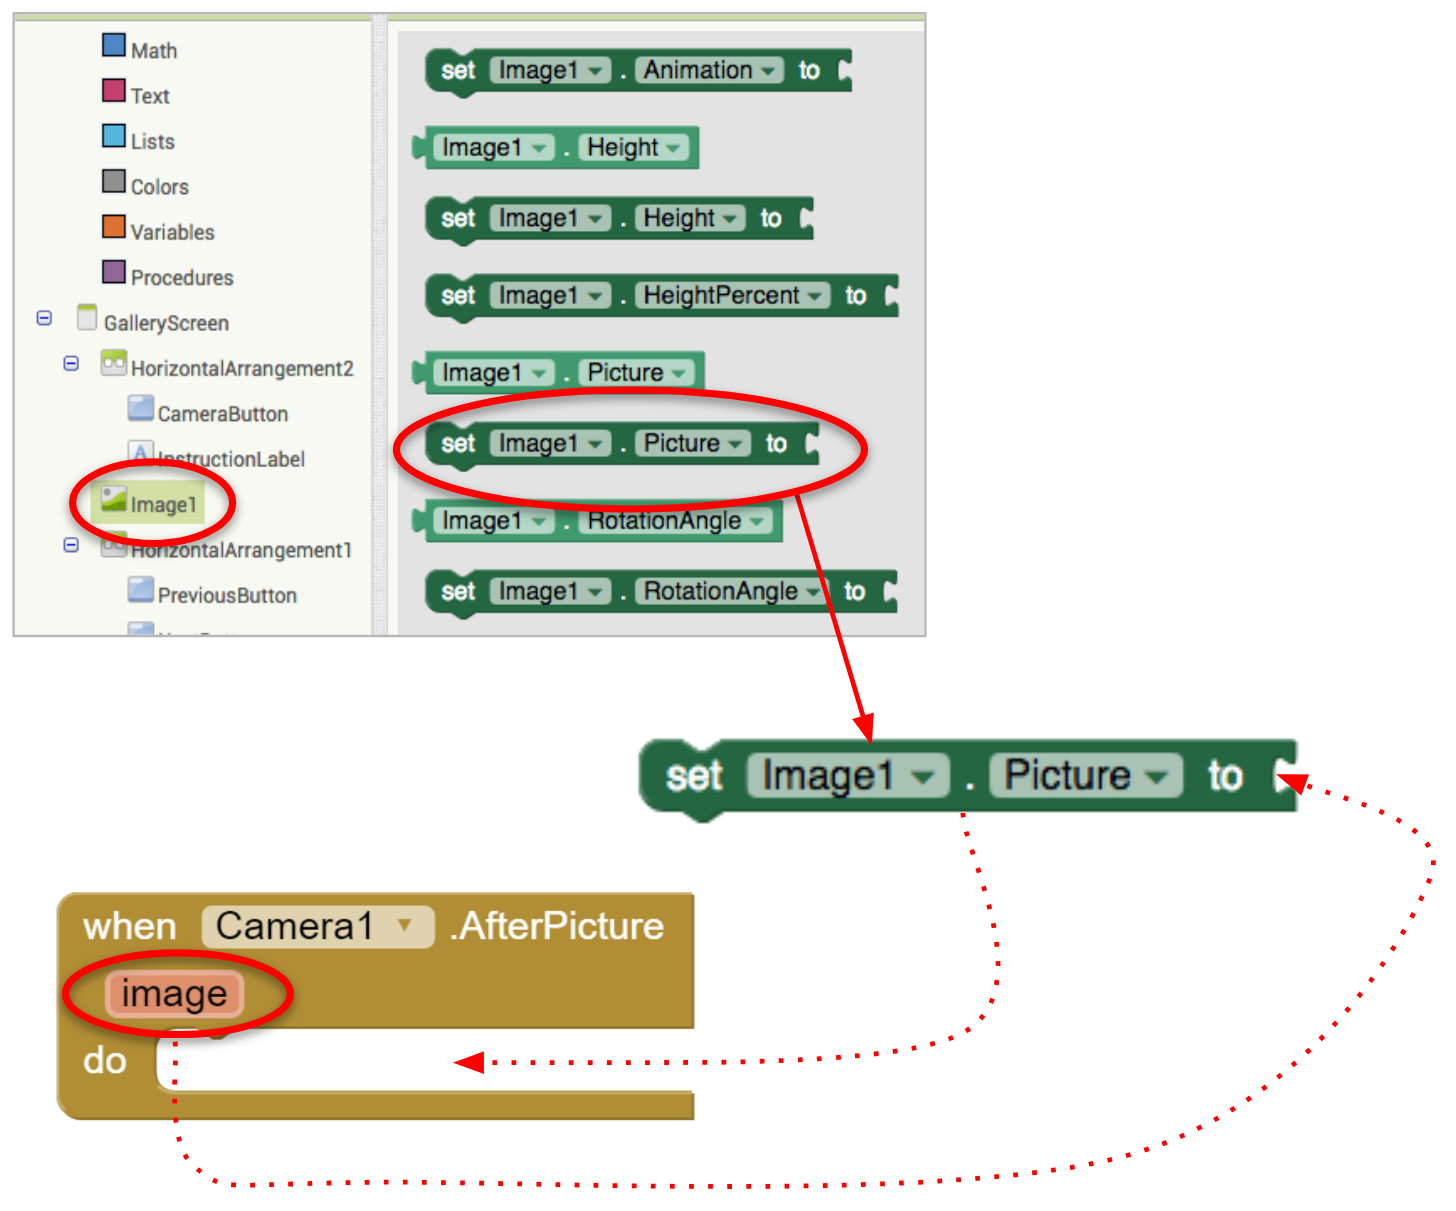 Math
Text
Lists
Colors
Variables
Procedures
GalleryScreen
HorizontalArrangement2
CameraButton
InstructionLabel
Image1
HorizontalArrangement1
PreviousButton
set Image1 . Animation to
Image1 . Height
set Image1 . Height to
set Image1 . HeightPercent to
Image1 . Picture
set Image1 . Picture to
Image1 . RotationAngle
set Image1 . RotationAngle to
set Image1 . Picture to
when Camera1 .AfterPicture
image
do